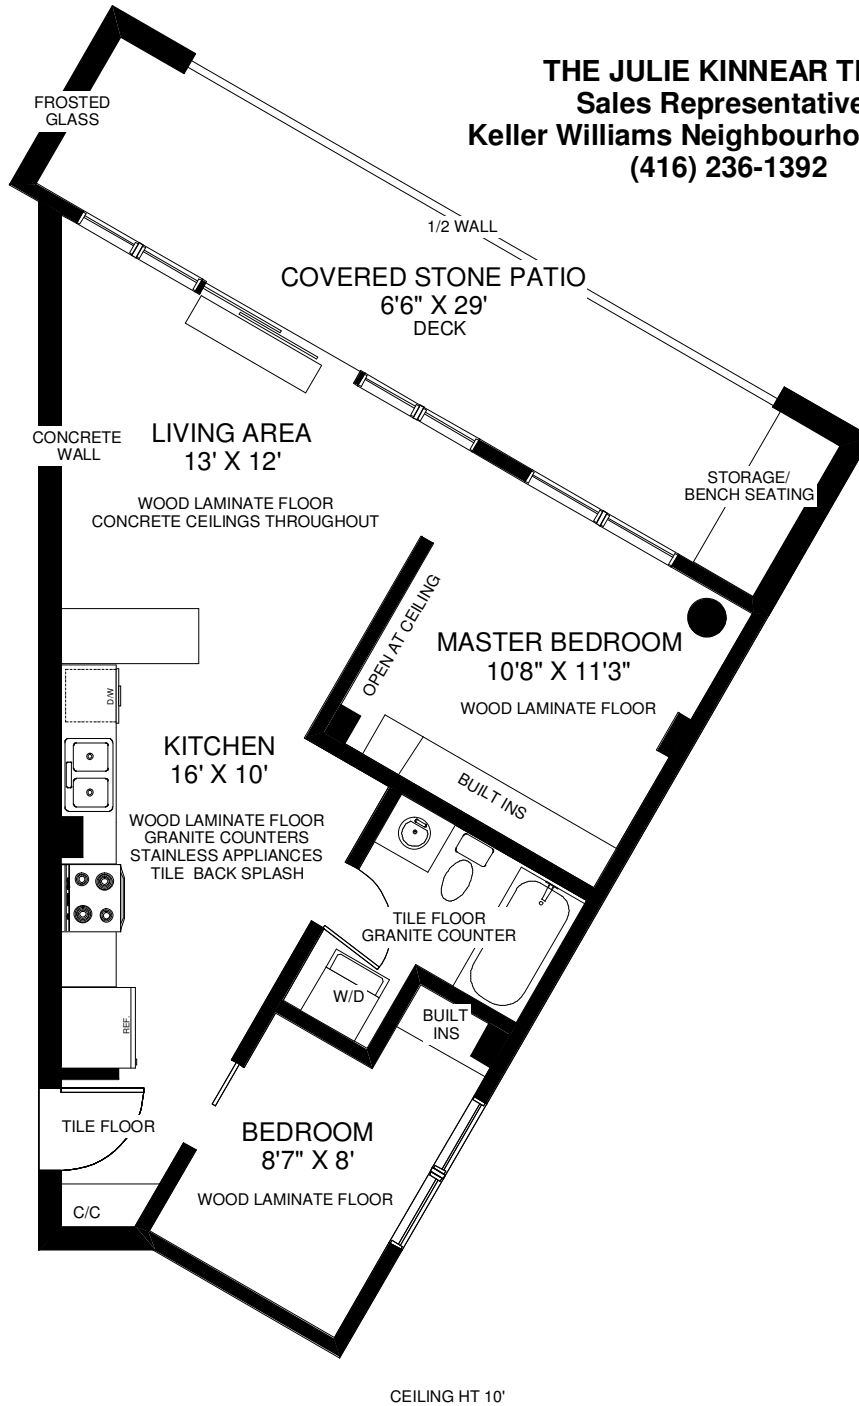 THE JULIE KINNEAR
Sales Representative
Keller Williams
(416) 236-1392
FROSTED
GLASS
1/2 WALL
COVERED STONE PATIO
6'6" X 29'
DECK
CONCRETE
WALL
LIVING AREA
13' X 12'
WOOD LAMINATE FLOOR
CONCRETE CEILINGS THROUGHOUT
STORAGE/
BENCH SEATING
OPEN AT CEILING
MASTER BEDROOM
10'8" X 11'3"
WOOD LAMINATE FLOOR
D/W
KITCHEN
16' X 10'
WOOD LAMINATE FLOOR
GRANITE COUNTERS
STAINLESS APPLIANCES
TILE BACK SPLASH
BUILT INS
TILE FLOOR
GRANITE COUNTER
W/D
BUILT
INS
REF.
TILE FLOOR
BEDROOM
8'7" X 8'
WOOD LAMINATE FLOOR
C/C
CEILING HT 10'